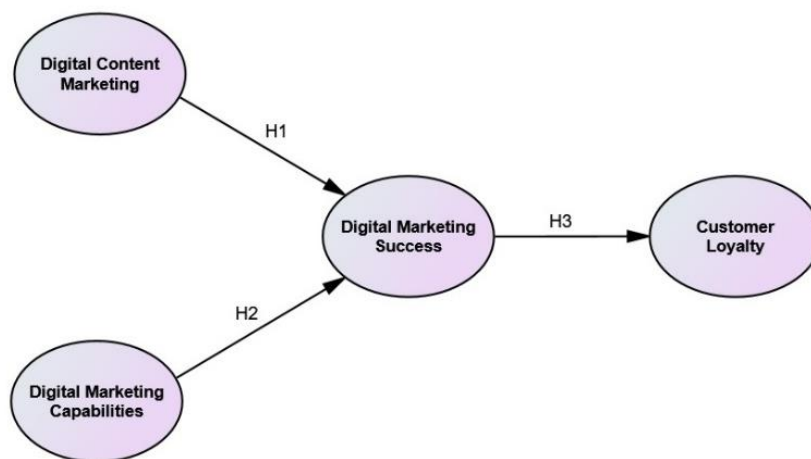 Digital Content
Marketing
H1
Digital Marketing
Success
H3
Customer
Loyalty
H2
Digital Marketing
Capabilities